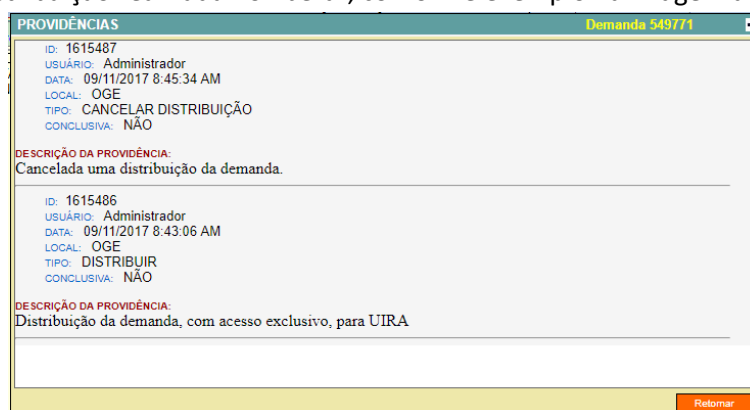 PROVIDÊNCIAS Demanda 549771
ID: 1615487
USUÁRIO: Administrador
DATA: 09/11/2017 8:45:34 AM
LOCAL: OGE
TIPO: CANCELAR DISTRIBUIÇÃO
CONCLUSIVA: NÃO
DESCRIÇÃO DA PROVIDÊNCIA:
Cancelada uma distribuição da demanda.
ID: 1615486
USUÁRIO: Administrador
DATA: 09/11/2017 8:43:06 AM
LOCAL: OGE
TIPO: DISTRIBUIR
CONCLUSIVA: NÃO
DESCRIÇÃO DA PROVIDÊNCIA:
Distribuição da demanda, com acesso exclusivo, para UIRA
Retornar